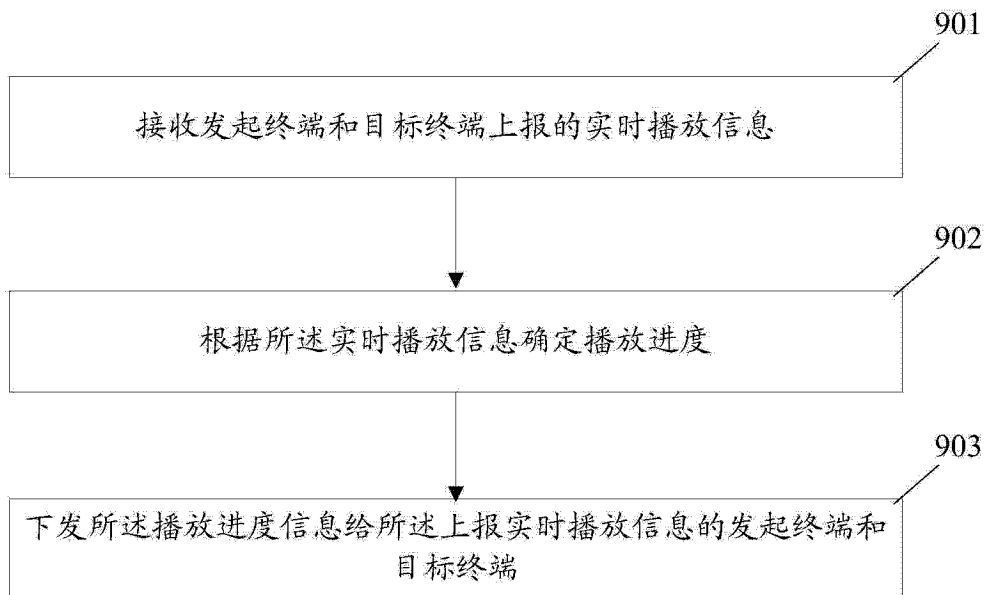 901
接收发起终端和目标终端上报的实时播放信息
902
根据所述实时播放信息确定播放进度
903
下发所述播放进度信息给所述上报实时播放信息的发起终端和
目标终端